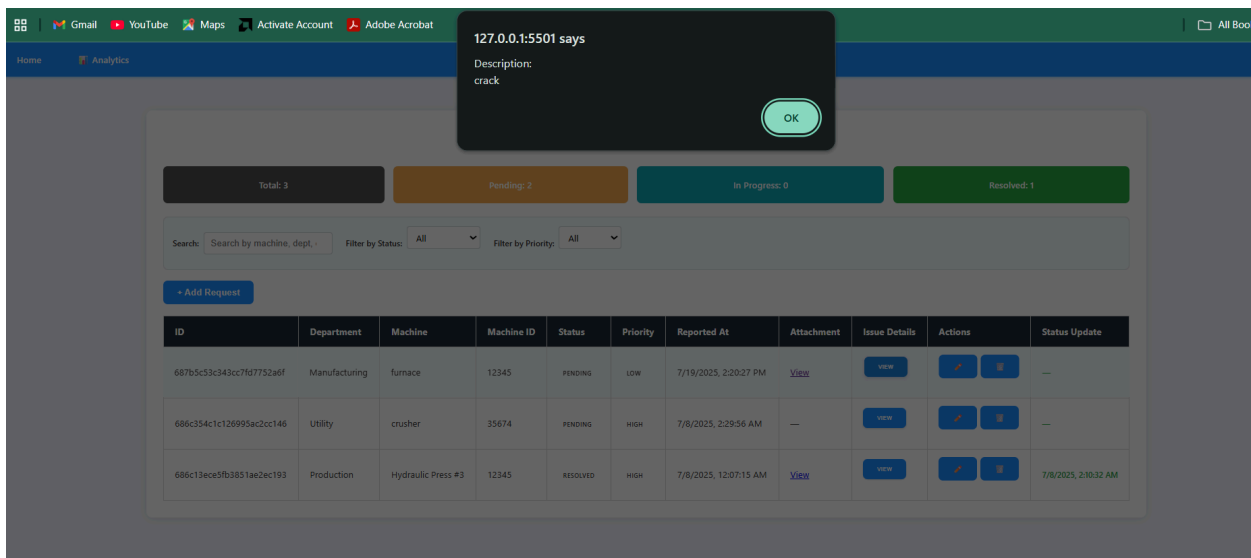 Gmail YouTube Maps Activate Account Adobe Acrobat All Boo
127.0.0.1:5501 says
Description:
crack
OK
Home Analytics
Total: 3 Pending: 2 In Progress: 0 Resolved: 1
Search: Search by machine, dept, Filter by Status: All Filter by Priority: All
+ Add Request
ID Department Machine Machine ID Status Priority Reported At Attachment Issue Details Actions Status Update
687b5c53c343cc7fd7752a6f Manufacturing furnace 12345 PENDING LOW 7/19/2025, 2:20:27 PM View VIEW —
686c354c1c126995ac2cc146 Utility crusher 35674 PENDING HIGH 7/8/2025, 2:29:56 AM — VIEW —
686c13ece5fb3851ae2ec193 Production Hydraulic Press #3 12345 RESOLVED HIGH 7/8/2025, 12:07:15 AM View VIEW 7/8/2025, 2:10:32 AM